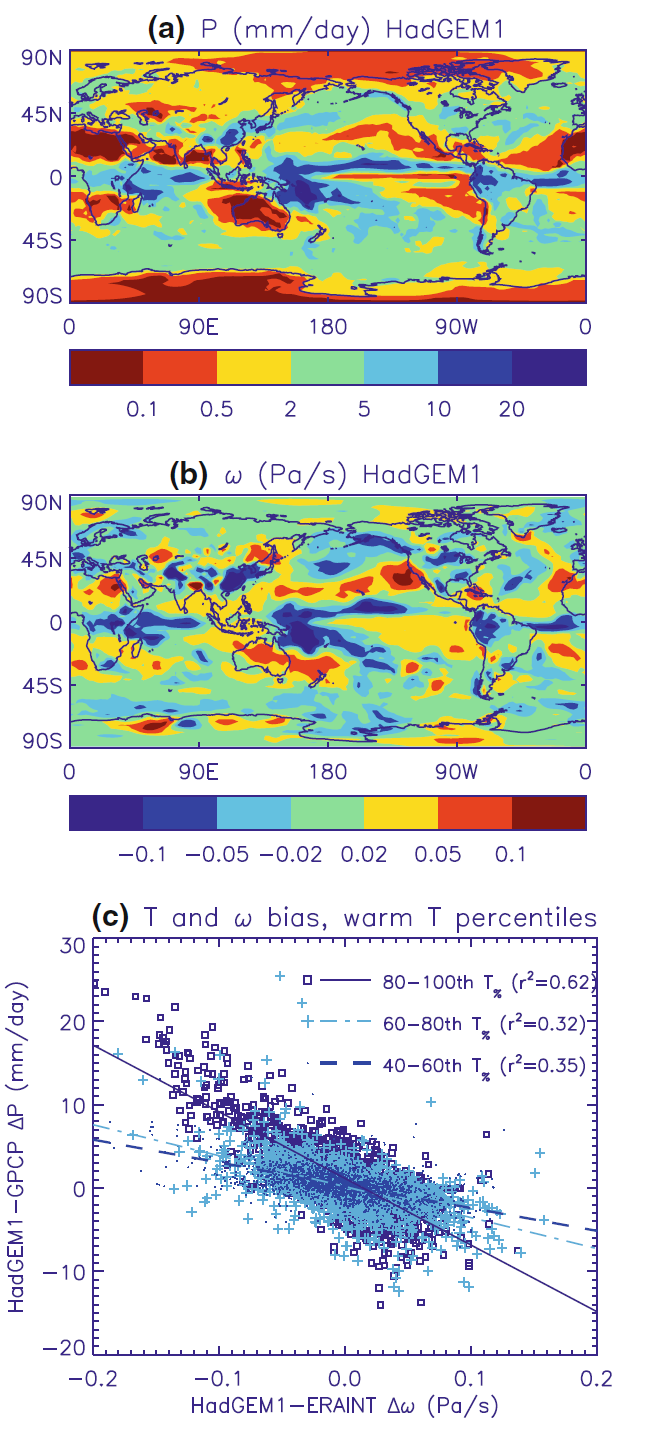 (a) P (mm/day) HadGEM1
90N
45N
0
45S
90S
0 90E 180 90W 0
0.1 0.5 2 5 10 20
(b) ω (Pa/s) HadGEM1
90N
45N
0
45S
90S
0 90E 180 90W 0
−0.1 −0.05 −0.02 0.02 0.05 0.1
(c) T and ω bias, warm T percentiles
HadGEM1−GPCP ΔP (mm/day)
30
20
10
0
−10
−20
80−100th T% (r²=0.62)
60−80th T% (r²=0.32)
40−60th T% (r²=0.35)
−0.2 −0.1 0.0 0.1 0.2
HadGEM1−ERAINT Δω (Pa/s)